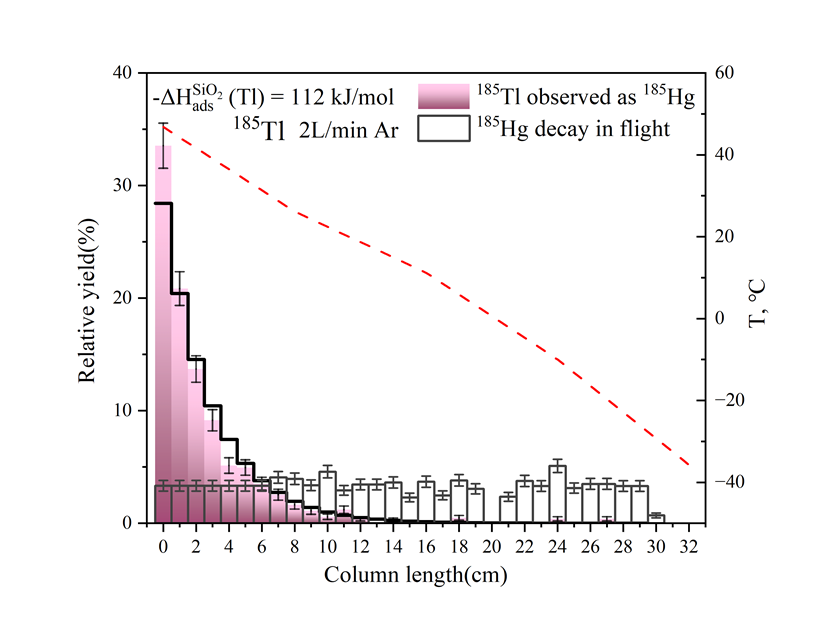 -ΔH_ads^SiO₂ (Tl) = 112 kJ/mol
¹⁸⁵Tl 2L/min Ar
¹⁸⁵Tl observed as ¹⁸⁵Hg
¹⁸⁵Hg decay in flight
Relative yield(%)
40
30
20
10
0
T, °C
60
40
20
0
−20
−40
0 2 4 6 8 10 12 14 16 18 20 22 24 26 28 30 32
Column length(cm)